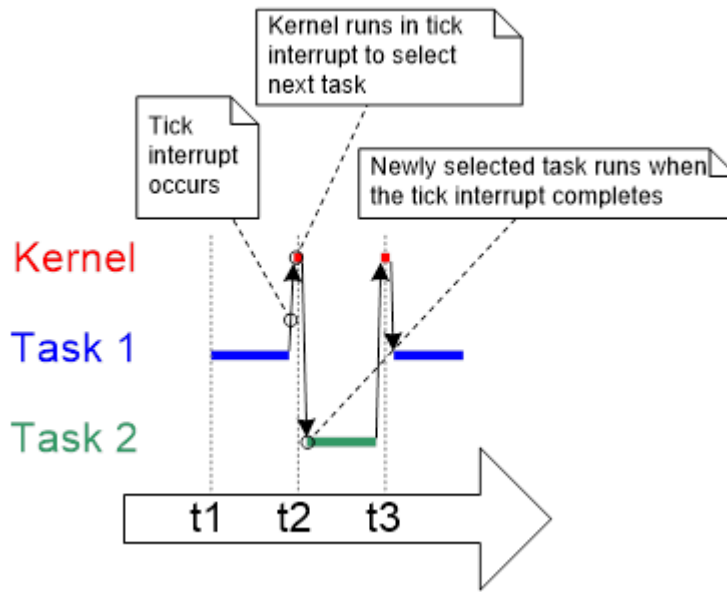 Kernel runs in tick
interrupt to select
next task
Tick
interrupt
occurs
Newly selected task runs when
the tick interrupt completes
Kernel
Task 1
Task 2
t1 t2 t3